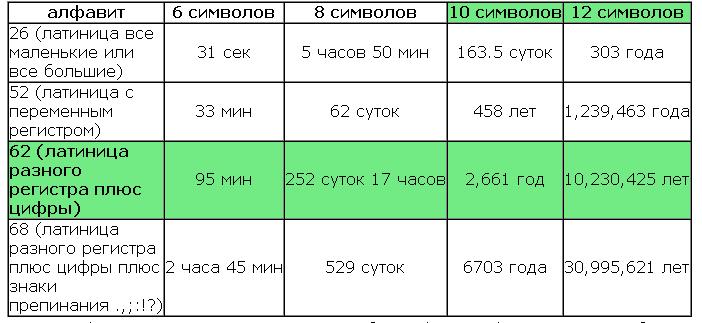 алфавит 6 символов 8 символов 10 символов 12 символов
26 (латиница все
маленькие или
все большие)
31 сек 5 часов 50 мин 163.5 суток 303 года
52 (латиница с
переменным
регистром)
33 мин 62 суток 458 лет 1,239,463 года
62 (латиница
разного
регистра плюс
цифры)
95 мин 252 суток 17 часов 2,661 год 10,230,425 лет
68 (латиница
разного регистра
плюс цифры плюс
знаки
препинания .,;:!?)
2 часа 45 мин 529 суток 6703 года 30,995,621 лет